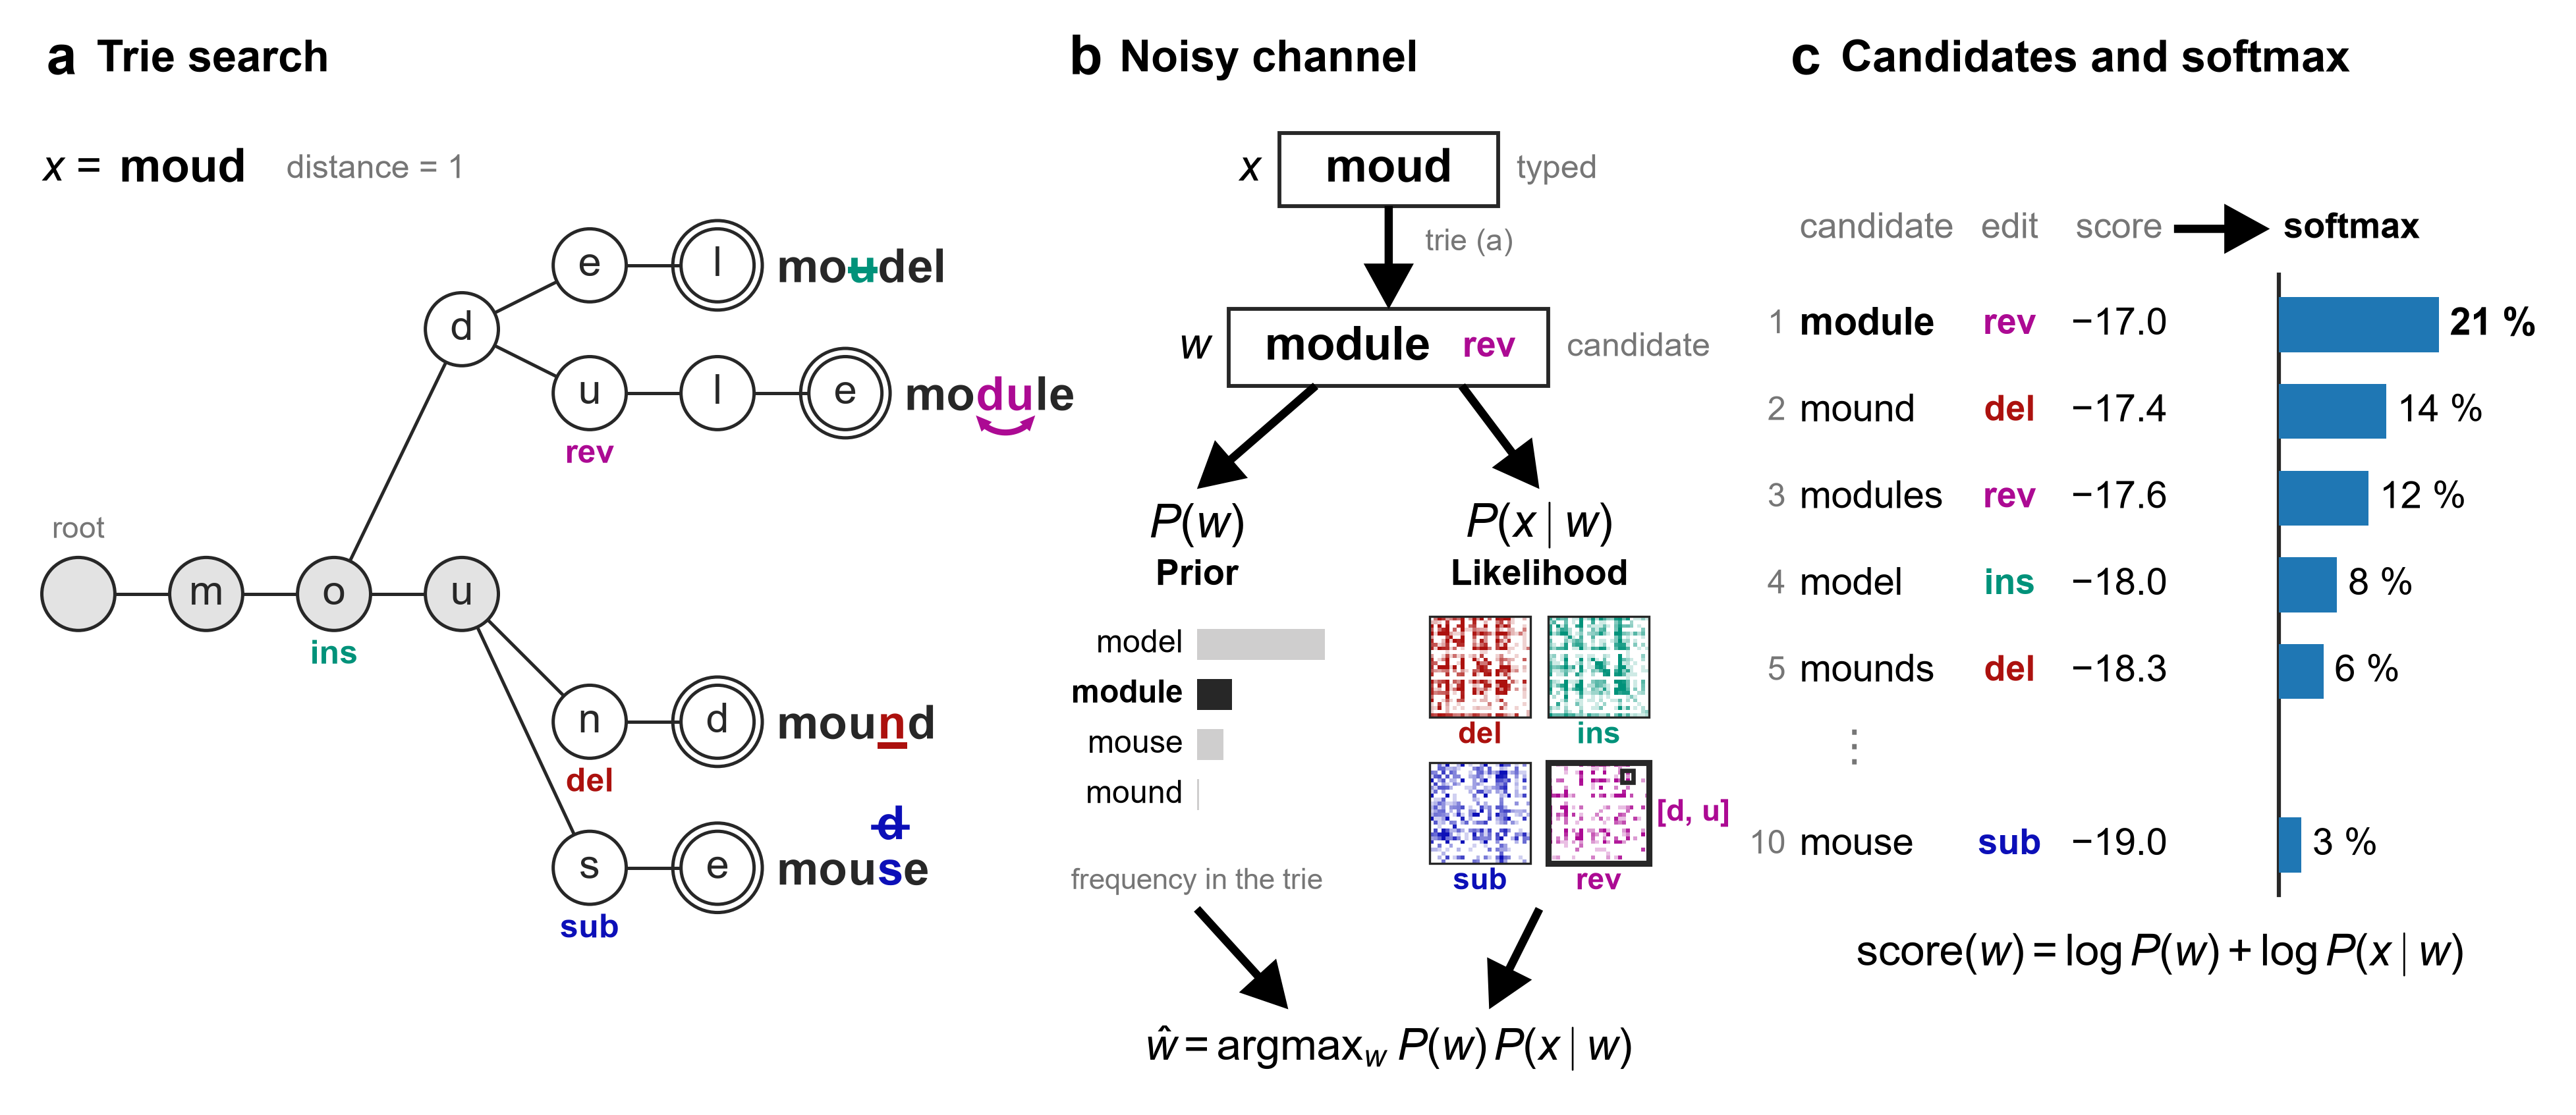 a Trie search
x = moud distance = 1
root
m
o
u
d
e
l
moudel
u
l
e
module
rev
ins
n
d
mound
del
d
s
e
mouse
sub
b Noisy channel
x moud typed
trie (a)
w module rev candidate
P(w)
Prior
model
module
mouse
mound
frequency in the trie
P(x | w)
Likelihood
del ins
[d, u]
sub rev
ŵ = argmax_w P(w) P(x | w)
c Candidates and softmax
candidate edit score softmax
1 module rev −17.0 21 %
2 mound del −17.4 14 %
3 modules rev −17.6 12 %
4 model ins −18.0 8 %
5 mounds del −18.3 6 %
⋮
10 mouse sub −19.0 3 %
score(w) = log P(w) + log P(x | w)